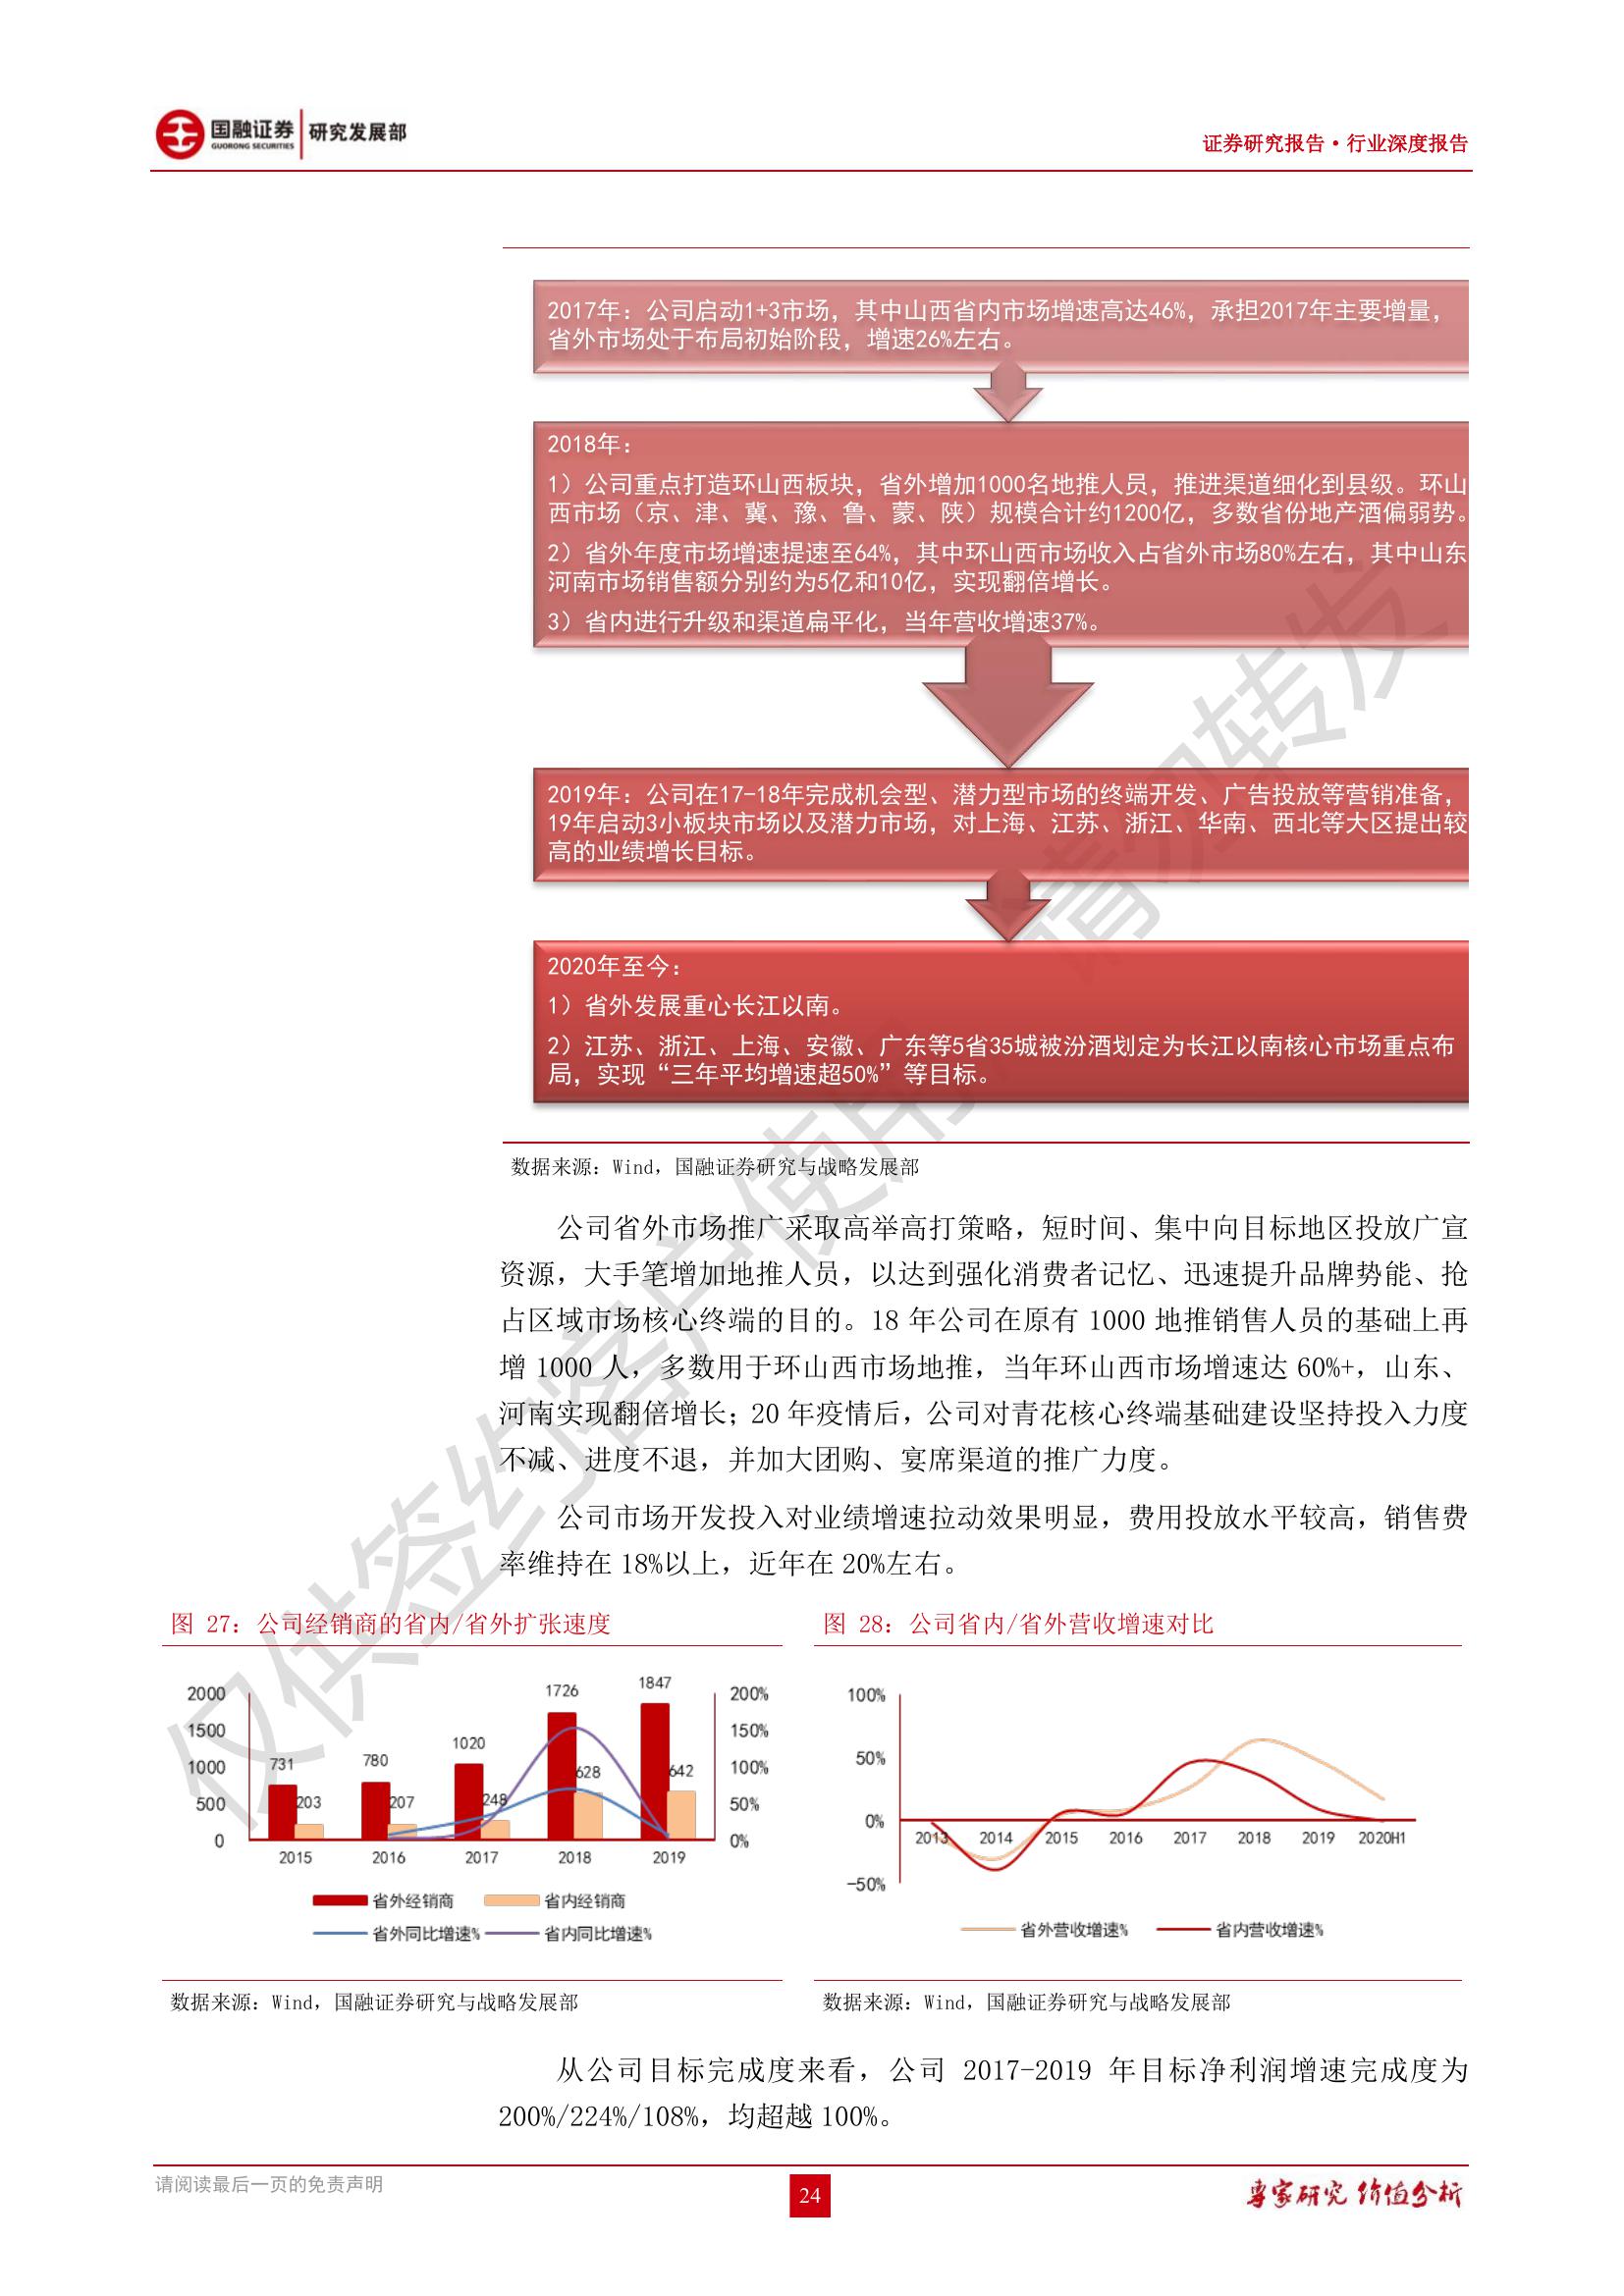 国融证券
GUORONG SECURITIES
研究发展部
证券研究报告·行业深度报告
2017年：公司启动1+3市场，其中山西省内市场增速高达46%，承担2017年主要增量，
省外市场处于布局初始阶段，增速26%左右。
2018年：
1）公司重点打造环山西板块，省外增加1000名地推人员，推进渠道细化到县级。环山
西市场（京、津、冀、豫、鲁、蒙、陕）规模合计约1200亿，多数省份地产酒偏弱势。
2）省外年度市场增速提速至64%，其中环山西市场收入占省外市场80%左右，其中山东
河南市场销售额分别约为5亿和10亿，实现翻倍增长。
3）省内进行升级和渠道扁平化，当年营收增速37%。
2019年：公司在17-18年完成机会型、潜力型市场的终端开发、广告投放等营销准备，
19年启动3小板块市场以及潜力市场，对上海、江苏、浙江、华南、西北等大区提出较
高的业绩增长目标。
2020年至今：
1）省外发展重心长江以南。
2）江苏、浙江、上海、安徽、广东等5省35城被汾酒划定为长江以南核心市场重点布
局，实现“三年平均增速超50%”等目标。
数据来源：Wind，国融证券研究与战略发展部
公司省外市场推广采取高举高打策略，短时间、集中向目标地区投放广宣
资源，大手笔增加地推人员，以达到强化消费者记忆、迅速提升品牌势能、抢
占区域市场核心终端的目的。18 年公司在原有 1000 地推销售人员的基础上再
增 1000 人，多数用于环山西市场地推，当年环山西市场增速达 60%+，山东、
河南实现翻倍增长；20 年疫情后，公司对青花核心终端基础建设坚持投入力度
不减、进度不退，并加大团购、宴席渠道的推广力度。
公司市场开发投入对业绩增速拉动效果明显，费用投放水平较高，销售费
率维持在 18%以上，近年在 20%左右。
图 27：公司经销商的省内/省外扩张速度
2000
1500
1000
500
0
731
203
780
207
1020
248
1726
628
1847
642
200%
150%
100%
50%
0%
2015 2016 2017 2018 2019
省外经销商 省内经销商
省外同比增速% 省内同比增速%
数据来源：Wind，国融证券研究与战略发展部
图 28：公司省内/省外营收增速对比
100%
50%
0%
-50%
2013 2014 2015 2016 2017 2018 2019 2020H1
省外营收增速% 省内营收增速%
数据来源：Wind，国融证券研究与战略发展部
从公司目标完成度来看，公司 2017-2019 年目标净利润增速完成度为
200%/224%/108%，均超越 100%。
请阅读最后一页的免责声明
24
专家研究 价值分析
仅供签约客户使用 请勿转发